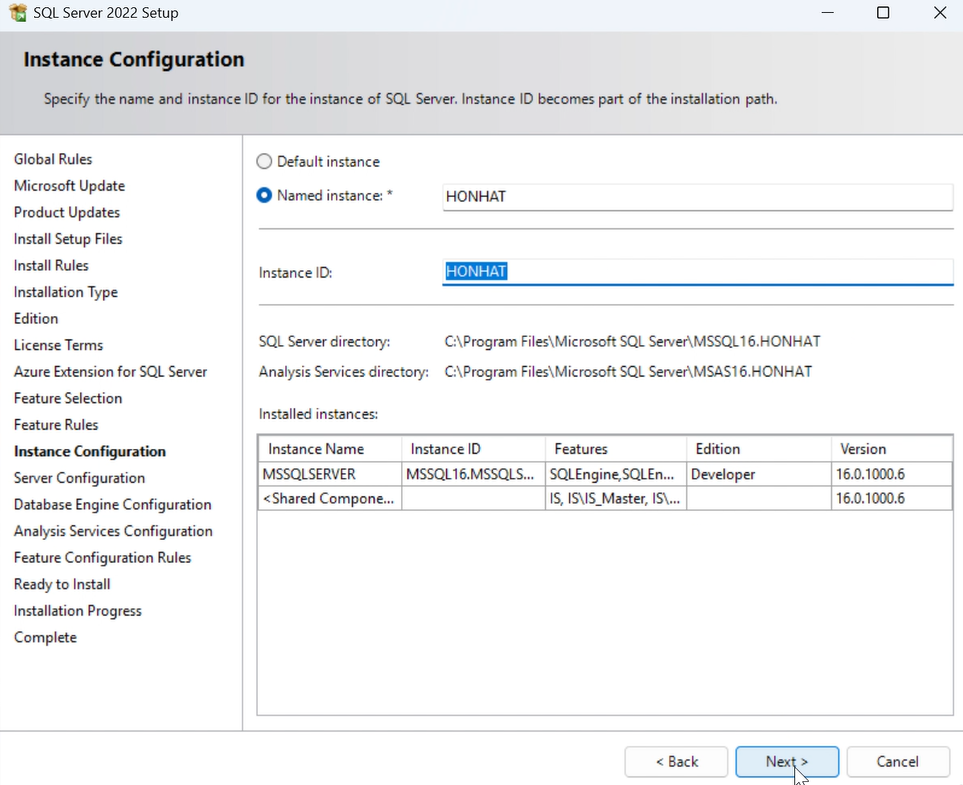 SQL Server 2022 Setup
Instance Configuration
Specify the name and instance ID for the instance of SQL Server. Instance ID becomes part of the installation path.
Global Rules
Microsoft Update
Product Updates
Install Setup Files
Install Rules
Installation Type
Edition
License Terms
Azure Extension for SQL Server
Feature Selection
Feature Rules
Instance Configuration
Server Configuration
Database Engine Configuration
Analysis Services Configuration
Feature Configuration Rules
Ready to Install
Installation Progress
Complete
Default instance
Named instance: * HONHAT
Instance ID: HONHAT
SQL Server directory: C:\Program Files\Microsoft SQL Server\MSSQL16.HONHAT
Analysis Services directory: C:\Program Files\Microsoft SQL Server\MSAS16.HONHAT
Installed instances:
Instance Name Instance ID Features Edition Version
MSSQLSERVER MSSQL16.MSSQLS... SQLEngine,SQLEn... Developer 16.0.1000.6
<Shared Compone... IS, IS\IS_Master, IS\... 16.0.1000.6
< Back Next > Cancel